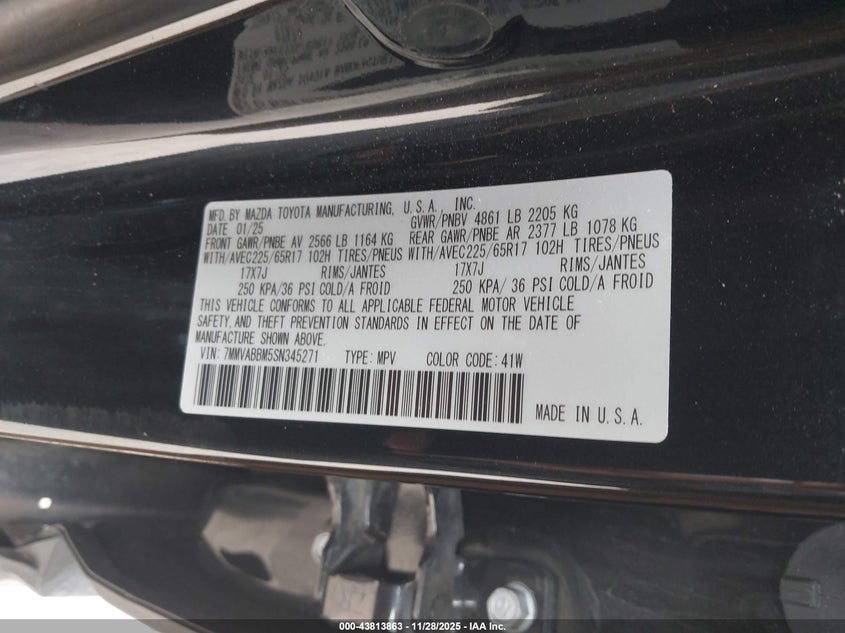 MFD. BY MAZDA TOYOTA MANUFACTURING, U.S.A., INC.
DATE 01/25 GVWR/PNBV 4861 LB 2205 KG
FRONT GAWR/PNBE AV 2566 LB 1164 KG REAR GAWR/PNBE AR 2377 LB 1078 KG
WITH/AVEC225/65R17 102H TIRES/PNEUS WITH/AVEC225/65R17 102H TIRES/PNEUS
17X7J RIMS/JANTES 17X7J RIMS/JANTES
250 KPA/36 PSI COLD/A FROID 250 KPA/ 36 PSI COLD/A FROID
THIS VEHICLE CONFORMS TO ALL APPLICABLE FEDERAL MOTOR VEHICLE
SAFETY, AND THEFT PREVENTION STANDARDS IN EFFECT ON THE DATE OF
MANUFACTURE SHOWN ABOVE.
VIN: 7MMVABBM5SN345271 TYPE: MPV COLOR CODE: 41W
MADE IN U.S.A.
000-43813863 - 11/28/2025 - IAA Inc.